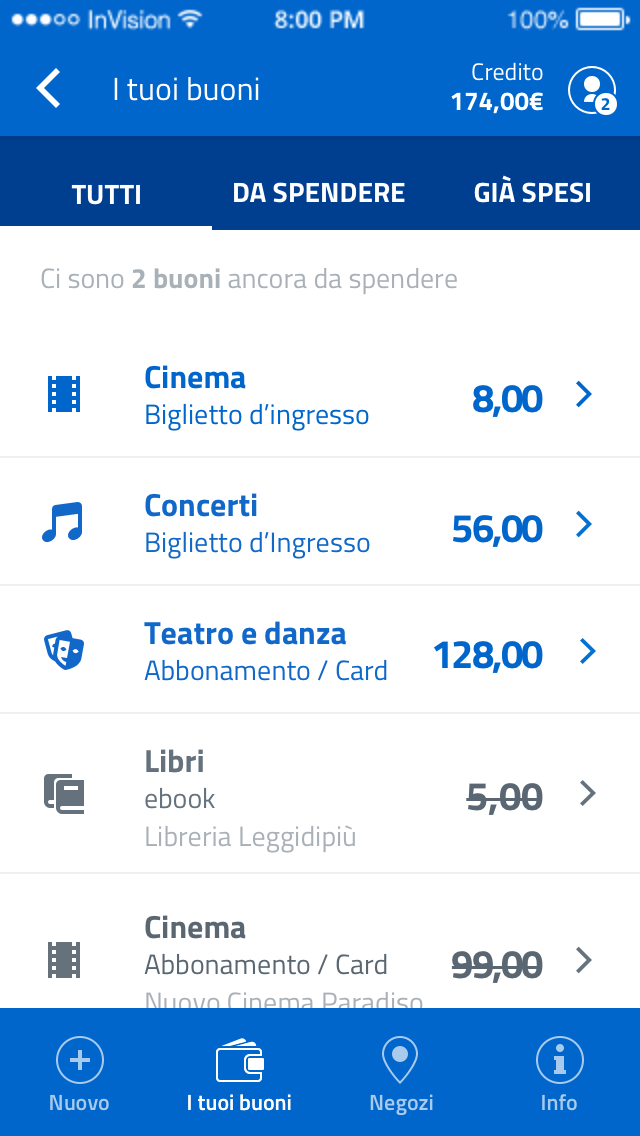 InVision 8:00 PM 100%
I tuoi buoni
Credito
174,00€
2
TUTTI DA SPENDERE GIÀ SPESI
Ci sono 2 buoni ancora da spendere
Cinema
Biglietto d’ingresso
8,00
Concerti
Biglietto d’Ingresso
56,00
Teatro e danza
Abbonamento / Card
128,00
Libri
ebook
Libreria Leggidipiù
5,00
Cinema
Abbonamento / Card
Nuovo Cinema Paradiso
99,00
Nuovo I tuoi buoni Negozi Info